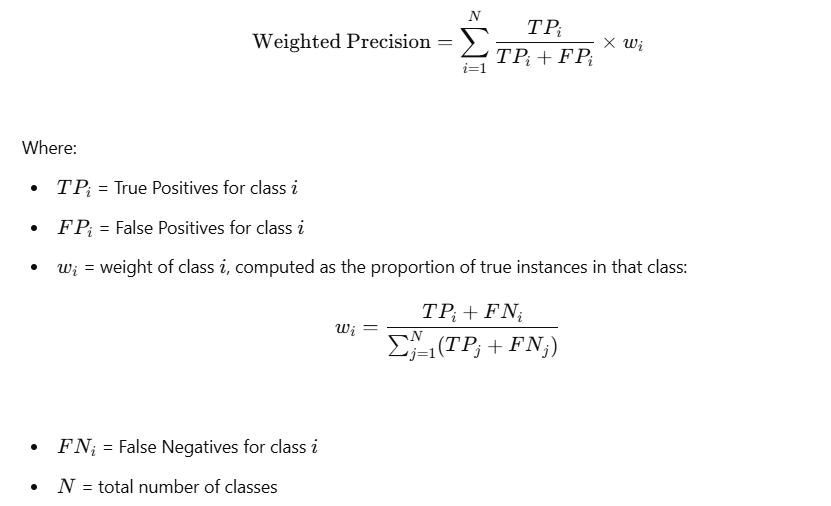 $$\text{Weighted Precision} = \sum_{i=1}^{N} \frac{TP_i}{TP_i + FP_i} \times w_i$$
Where:
• $TP_i$ = True Positives for class $i$
• $FP_i$ = False Positives for class $i$
• $w_i$ = weight of class $i$, computed as the proportion of true instances in that class:
$$w_i = \frac{TP_i + FN_i}{\sum_{j=1}^{N}(TP_j + FN_j)}$$
• $FN_i$ = False Negatives for class $i$
• $N$ = total number of classes